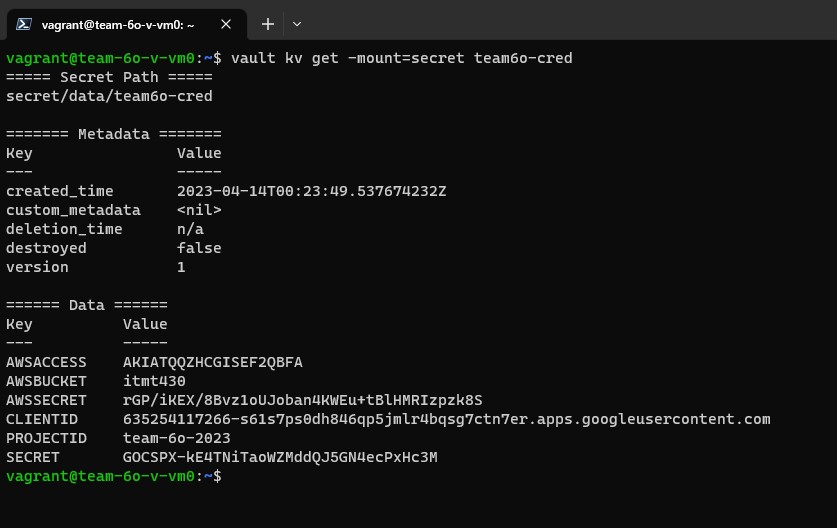 vagrant@team-6o-v-vm0: ~
vagrant@team-6o-v-vm0:~$ vault kv get -mount=secret team6o-cred
===== Secret Path =====
secret/data/team6o-cred
======= Metadata =======
Key Value
--- -----
created_time 2023-04-14T00:23:49.537674232Z
custom_metadata <nil>
deletion_time n/a
destroyed false
version 1
====== Data ======
Key Value
--- -----
AWSACCESS AKIATQQZHCGISEF2QBFA
AWSBUCKET itmt430
AWSSECRET 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
CLIENTID 635254117266-s61s7ps0dh846qp5jmlr4bqsg7ctn7er.apps.googleusercontent.com
PROJECTID team-6o-2023
SECRET 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
vagrant@team-6o-v-vm0:~$